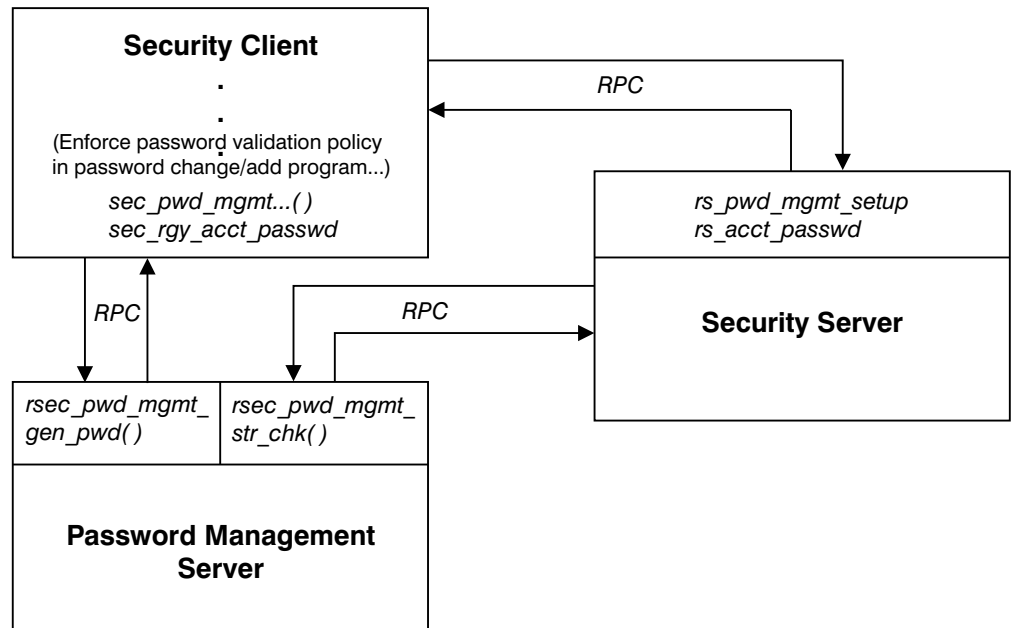 Security Client
.
.
.
(Enforce password validation policy
in password change/add program...)
sec_pwd_mgmt...( )
sec_rgy_acct_passwd
RPC
rs_pwd_mgmt_setup
rs_acct_passwd
Security Server
RPC
RPC
rsec_pwd_mgmt_
gen_pwd( )
rsec_pwd_mgmt_
str_chk( )
Password Management
Server